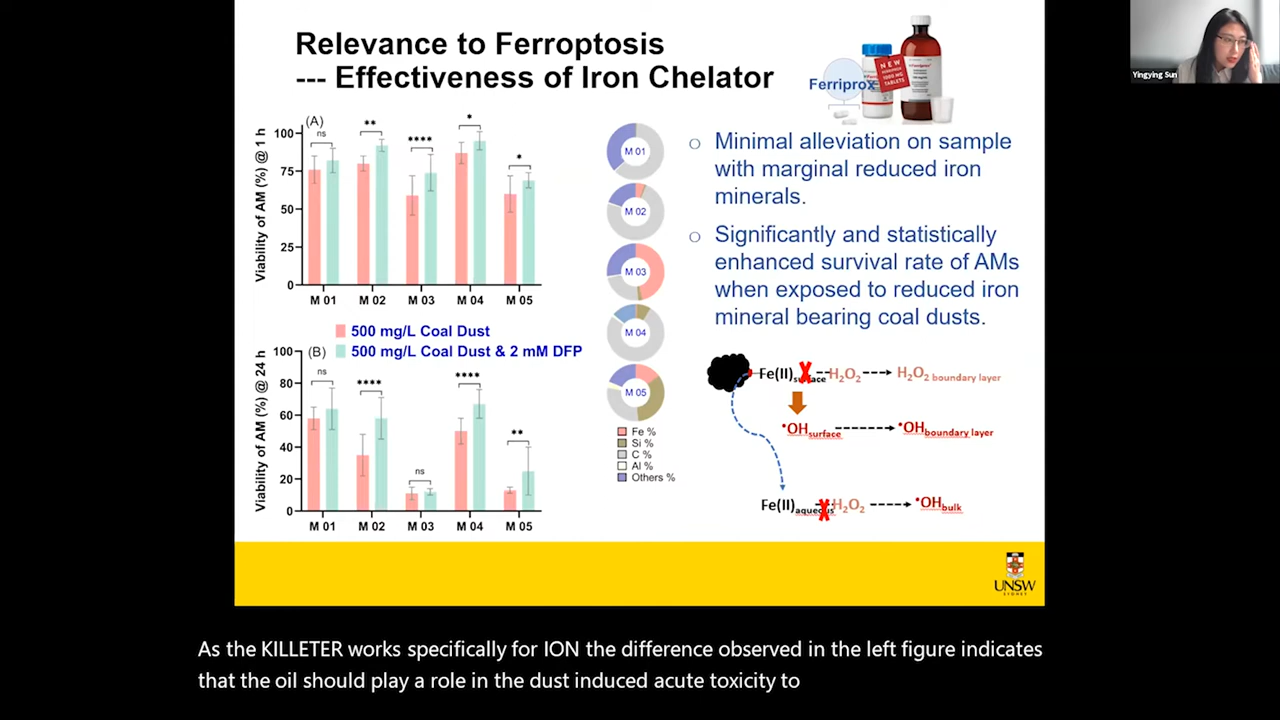 Relevance to Ferroptosis
--- Effectiveness of Iron Chelator
Ferriprox
NEW
TABLETS
Yingying Sun
(A)
Viability of AM (%) @ 1 h
100
75
50
25
0
ns
**
****
*
*
M 01
M 02
M 03
M 04
M 05
500 mg/L Coal Dust
500 mg/L Coal Dust & 2 mM DFP
(B)
Viability of AM (%) @ 24 h
100
80
60
40
20
0
ns
****
ns
****
**
M 01
M 02
M 03
M 04
M 05
M 01
M 02
M 03
M 04
M 05
Fe %
Si %
C %
Al %
Others %
○ Minimal alleviation on sample
with marginal reduced iron
minerals.
○ Significantly and statistically
enhanced survival rate of AMs
when exposed to reduced iron
mineral bearing coal dusts.
Fe(II)surface H2O2 H2O2 boundary layer
•OHsurface •OHboundary layer
Fe(II)aqueous H2O2 •OHbulk
UNSW
SYDNEY
As the KILLETER works specifically for ION the difference observed in the left figure indicates
that the oil should play a role in the dust induced acute toxicity to